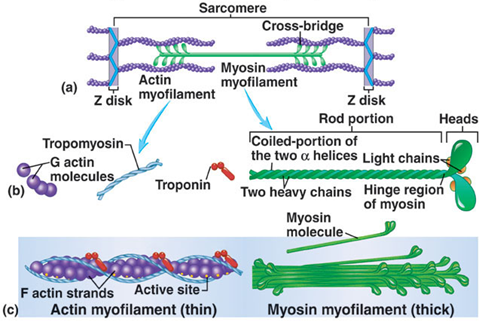 Sarcomere
Cross-bridge
Actin
myofilament
Myosin
myofilament
(a)
Z disk
Z disk
Rod portion
Heads
Tropomyosin
G actin
molecules
Troponin
Coiled-portion of
the two α helices
Light chains
Two heavy chains
Hinge region
of myosin
(b)
Myosin
molecule
F actin strands
Active site
(c)
Actin myofilament (thin)
Myosin myofilament (thick)